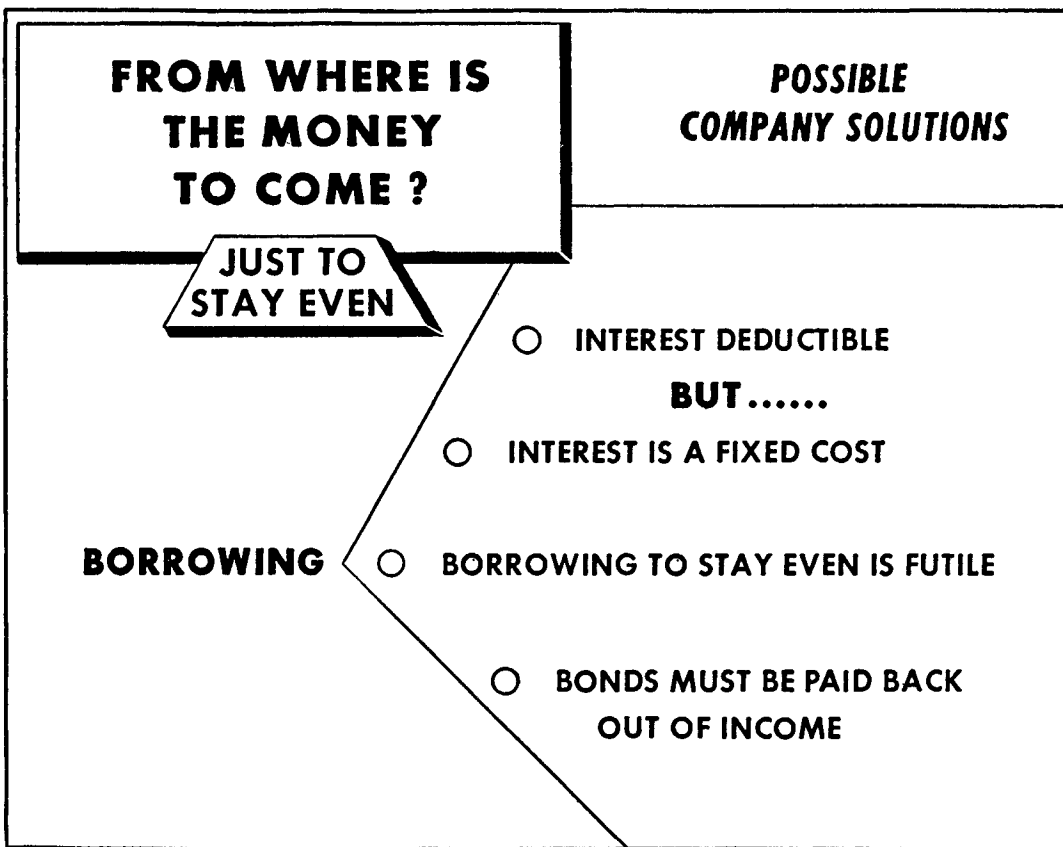 FROM WHERE IS
THE MONEY
TO COME ?
JUST TO
STAY EVEN
POSSIBLE
COMPANY SOLUTIONS
INTEREST DEDUCTIBLE
BUT......
INTEREST IS A FIXED COST
BORROWING
BORROWING TO STAY EVEN IS FUTILE
BONDS MUST BE PAID BACK
OUT OF INCOME